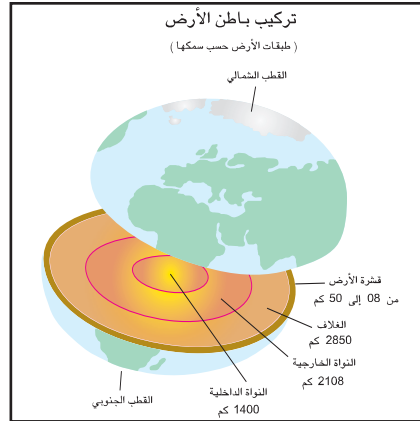 تركيب باطن الأرض
( طبقات الأرض حسب سمكها )
القطب الشمالي
قشرة الأرض
من 08 إلى 50 كم
الغلاف
2850 كم
النواة الخارجية
2108 كم
النواة الداخلية
1400 كم
القطب الجنوبي